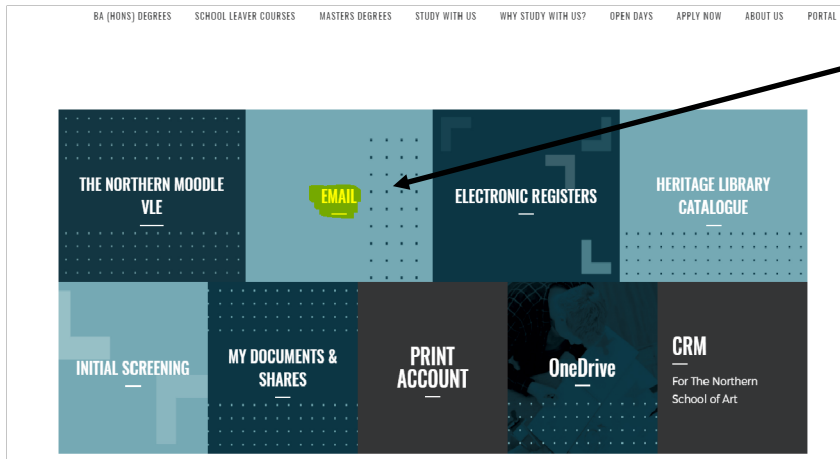 BA (HONS) DEGREES SCHOOL LEAVER COURSES MASTERS DEGREES STUDY WITH US WHY STUDY WITH US? OPEN DAYS APPLY NOW ABOUT US PORTAL
THE NORTHERN MOODLE
VLE
EMAIL
ELECTRONIC REGISTERS
HERITAGE LIBRARY
CATALOGUE
INITIAL SCREENING
MY DOCUMENTS &
SHARES
PRINT
ACCOUNT
OneDrive
CRM
For The Northern
School of Art